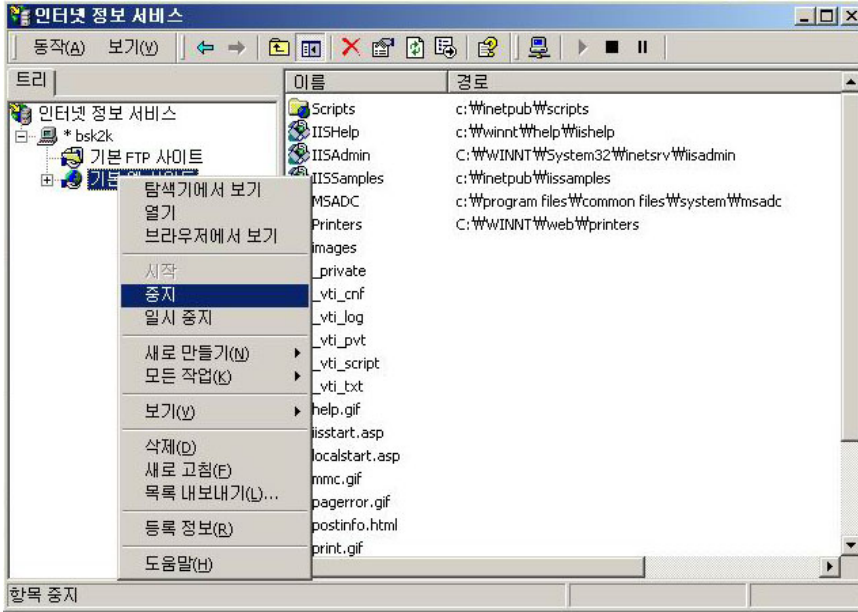 인터넷 정보 서비스
동작(A) 보기(V)
트리
이름 경로
인터넷 정보 서비스
* bsk2k
기본 FTP 사이트
탐색기에서 보기
열기
브라우저에서 보기
시작
중지
일시 중지
새로 만들기(N)
모든 작업(K)
보기(V)
삭제(D)
새로 고침(F)
목록 내보내기(L)...
등록 정보(R)
도움말(H)
Scripts c:₩inetpub₩scripts
IISHelp c:₩winnt₩help₩iishelp
IISAdmin C:₩WINNT₩System32₩inetsrv₩iisadmin
IISSamples c:₩inetpub₩iissamples
MSADC c:₩program files₩common files₩system₩msadc
Printers C:₩WINNT₩web₩printers
images
_private
_vti_cnf
_vti_log
_vti_pvt
_vti_script
_vti_txt
help.gif
iisstart.asp
localstart.asp
mmc.gif
pagerror.gif
postinfo.html
print.gif
항목 중지